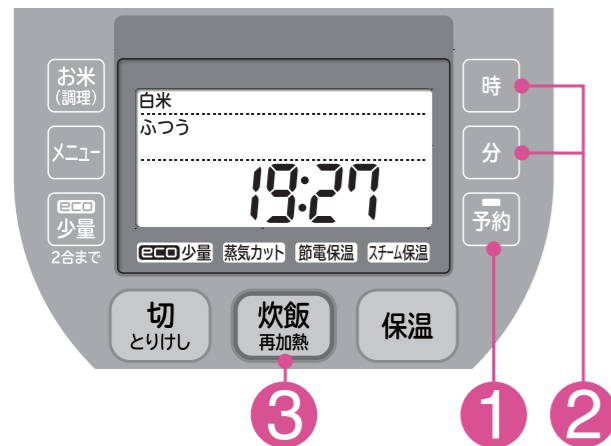 お米
(調理)
メニュー
eco
少量
2合まで
白米
ふつう
19:27
eco少量 蒸気カット 節電保温 スチーム保温
時
分
予約
切
とりけし
炊飯
再加熱
保温
3
1
2